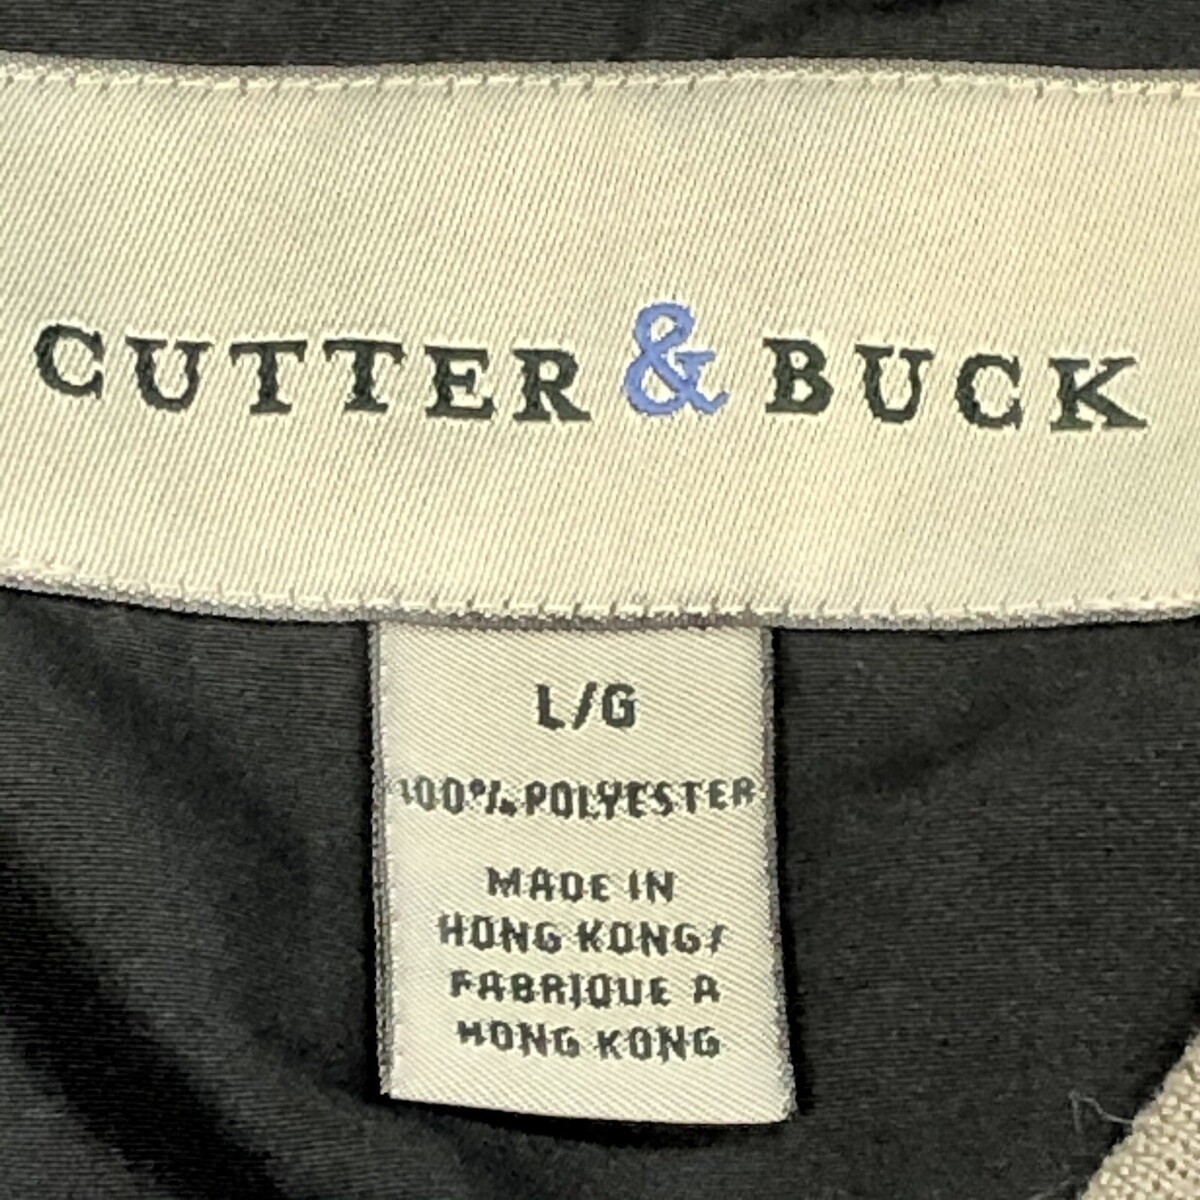 CUTTER & BUCK
L/G
100% POLYESTER
MADE IN
HONG KONG/
FABRIQUE A
HONG KONG